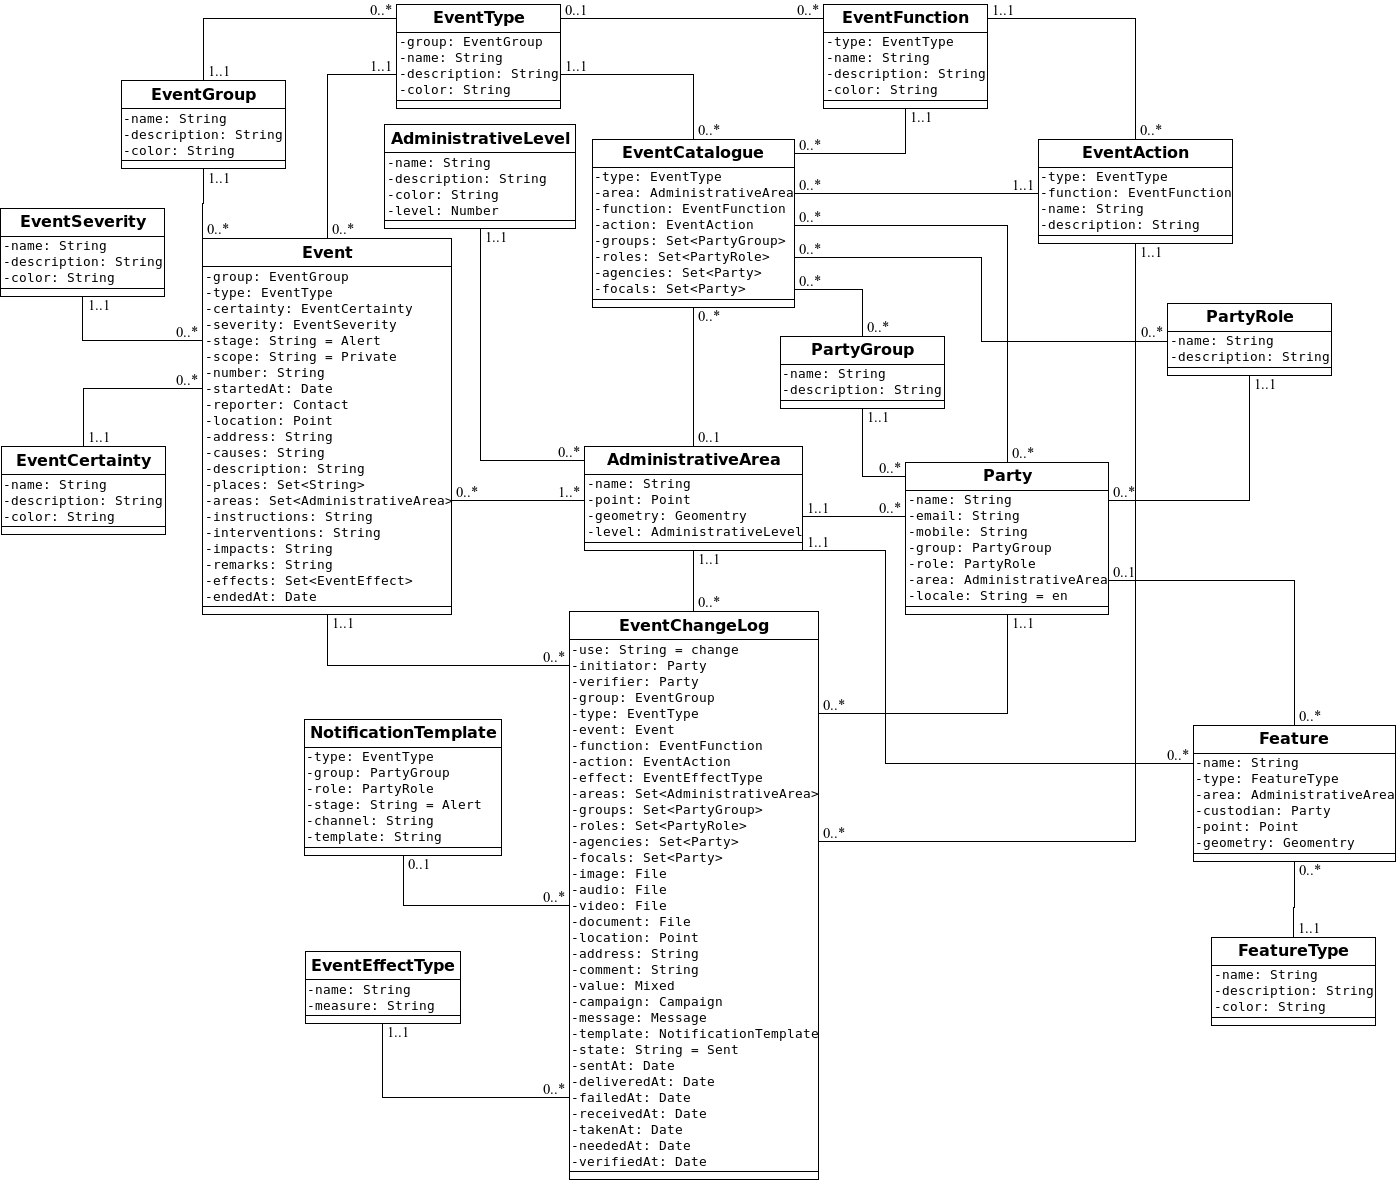 0..*
EventType
-group: EventGroup
-name: String
-description: String
-color: String
0..1
0..*
EventFunction
-type: EventType
-name: String
-description: String
-color: String
1..1
1..1
1..1
1..1
EventGroup
-name: String
-description: String
-color: String
1..1
AdministrativeLevel
-name: String
-description: String
-color: String
-level: Number
1..1
0..*
EventCatalogue
-type: EventType
-area: AdministrativeArea
-function: EventFunction
-action: EventAction
-groups: Set<PartyGroup>
-roles: Set<PartyRole>
-agencies: Set<Party>
-focals: Set<Party>
0..*
0..*
0..*
0..*
0..*
0..*
1..1
0..*
1..1
EventAction
-type: EventType
-function: EventFunction
-name: String
-description: String
1..1
EventSeverity
-name: String
-description: String
-color: String
1..1
0..*
0..*
Event
-group: EventGroup
-type: EventType
-certainty: EventCertainty
-severity: EventSeverity
-stage: String = Alert
-scope: String = Private
-number: String
-startedAt: Date
-reporter: Contact
-location: Point
-address: String
-causes: String
-description: String
-places: Set<String>
-areas: Set<AdministrativeArea>
-instructions: String
-interventions: String
-impacts: String
-remarks: String
-effects: Set<EventEffect>
-endedAt: Date
0..*
0..*
0..*
1..1
1..1
EventCertainty
-name: String
-description: String
-color: String
0..*
PartyGroup
-name: String
-description: String
1..1
0..*
PartyRole
-name: String
-description: String
1..1
0..1
0..*
1..*
AdministrativeArea
-name: String
-point: Point
-geometry: Geomentry
-level: AdministrativeLevel
1..1
1..1
1..1
0..*
0..*
0..*
Party
-name: String
-email: String
-mobile: String
-group: PartyGroup
-role: PartyRole
-area: AdministrativeArea
-locale: String = en
0..*
0..1
1..1
0..*
0..*
EventChangeLog
-use: String = change
-initiator: Party
-verifier: Party
-group: EventGroup
-type: EventType
-event: Event
-function: EventFunction
-action: EventAction
-effect: EventEffectType
-areas: Set<AdministrativeArea>
-groups: Set<PartyGroup>
-roles: Set<PartyRole>
-agencies: Set<Party>
-focals: Set<Party>
-image: File
-audio: File
-video: File
-document: File
-location: Point
-address: String
-comment: String
-value: Mixed
-campaign: Campaign
-message: Message
-template: NotificationTemplate
-state: String = Sent
-sentAt: Date
-deliveredAt: Date
-failedAt: Date
-receivedAt: Date
-takenAt: Date
-neededAt: Date
-verifiedAt: Date
0..*
0..*
NotificationTemplate
-type: EventType
-group: PartyGroup
-role: PartyRole
-stage: String = Alert
-channel: String
-template: String
0..1
0..*
EventEffectType
-name: String
-measure: String
1..1
0..*
0..*
0..*
Feature
-name: String
-type: FeatureType
-area: AdministrativeArea
-custodian: Party
-point: Point
-geometry: Geomentry
0..*
1..1
FeatureType
-name: String
-description: String
-color: String